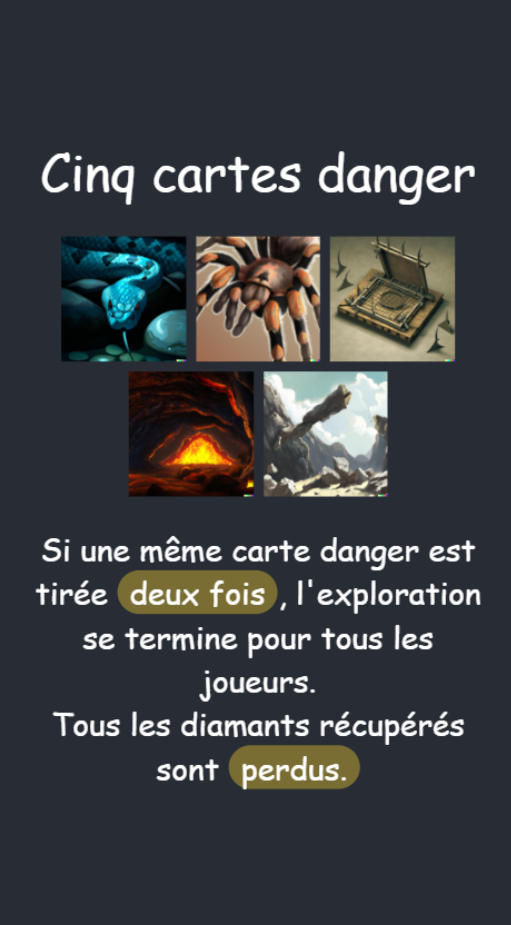 Cinq cartes danger
Si une même carte danger est
tirée deux fois, l'exploration
se termine pour tous les
joueurs.
Tous les diamants récupérés
sont perdus.